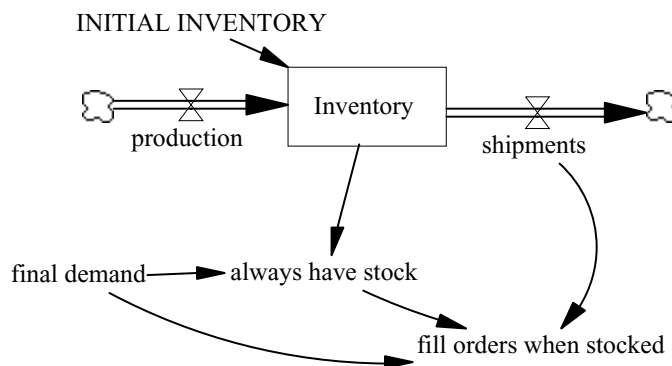 INITIAL INVENTORY
Inventory
production
shipments
final demand
always have stock
fill orders when stocked